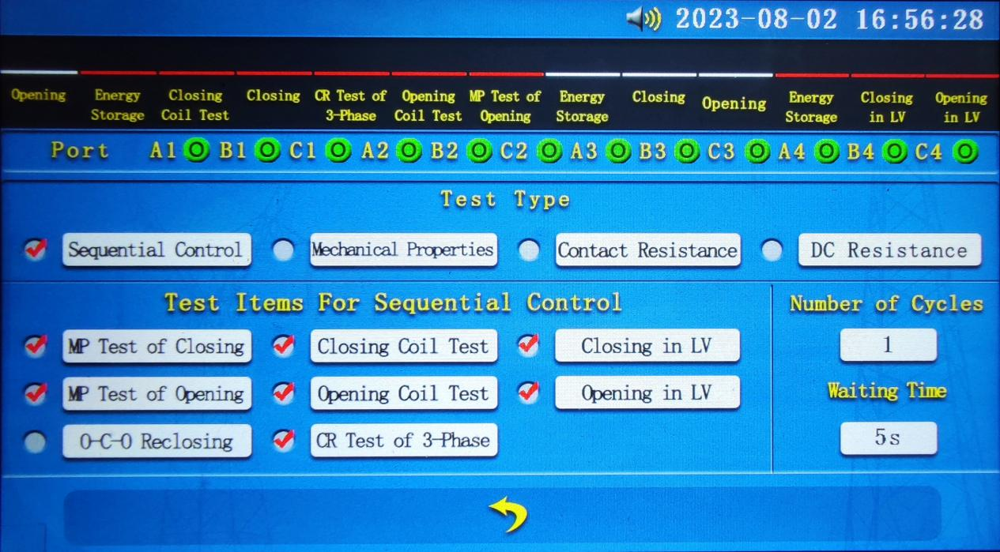 2023-08-02 16:56:28
Opening Energy Closing Closing CR Test of Opening MP Test of Energy Closing Opening Energy Closing Opening
Storage Coil Test 3-Phase Coil Test Opening Storage Storage in LV in LV
Port A1 B1 C1 A2 B2 C2 A3 B3 C3 A4 B4 C4
Test Type
Sequential Control Mechanical Properties Contact Resistance DC Resistance
Test Items For Sequential Control
MP Test of Closing Closing Coil Test Closing in LV
MP Test of Opening Opening Coil Test Opening in LV
O-C-O Reclosing CR Test of 3-Phase
Number of Cycles
1
Waiting Time
5s